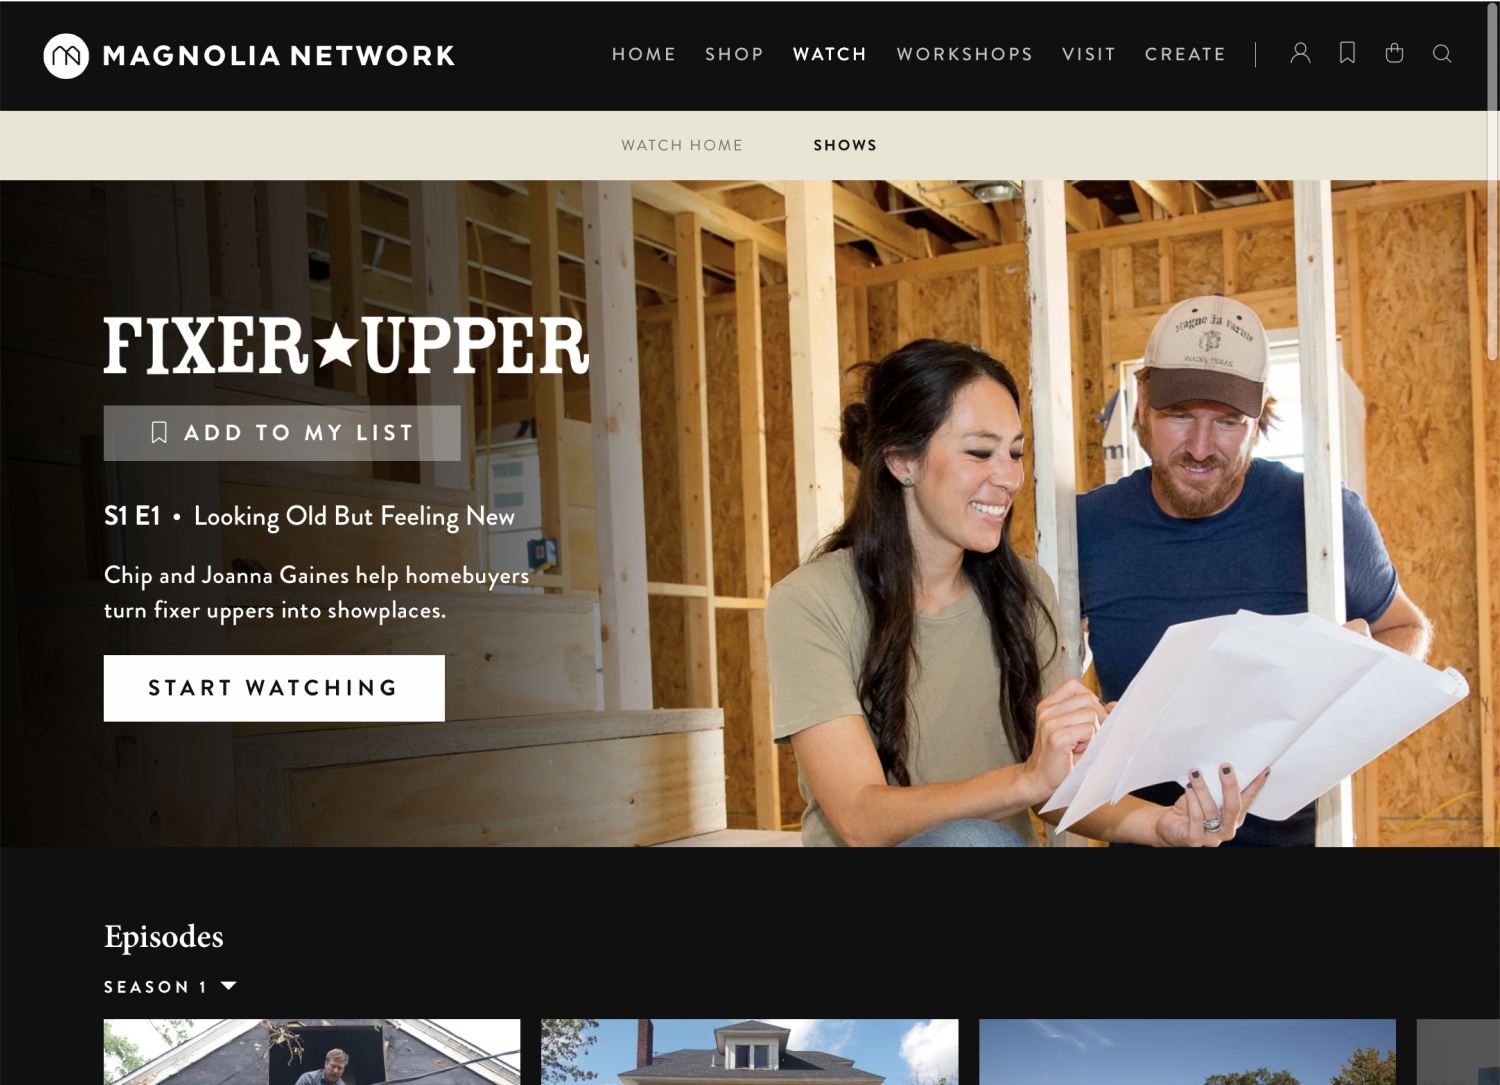 MAGNOLIA NETWORK
HOME SHOP WATCH WORKSHOPS VISIT CREATE
WATCH HOME SHOWS
FIXER★UPPER
ADD TO MY LIST
S1 E1 • Looking Old But Feeling New
Chip and Joanna Gaines help homebuyers
turn fixer uppers into showplaces.
START WATCHING
Magnolia Farms
Episodes
SEASON 1